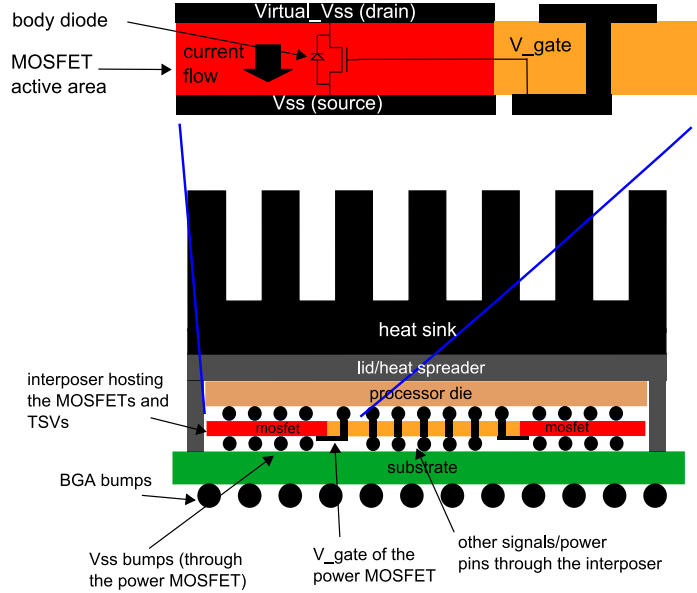 body diode
Virtual_Vss (drain)
V_gate
MOSFET
active area
current
flow
Vss (source)
heat sink
lid/heat spreader
processor die
interposer hosting
the MOSFETs and
TSVs
mosfet
mosfet
substrate
BGA bumps
Vss bumps (through
the power MOSFET)
V_gate of the
power MOSFET
other signals/power
pins through the interposer